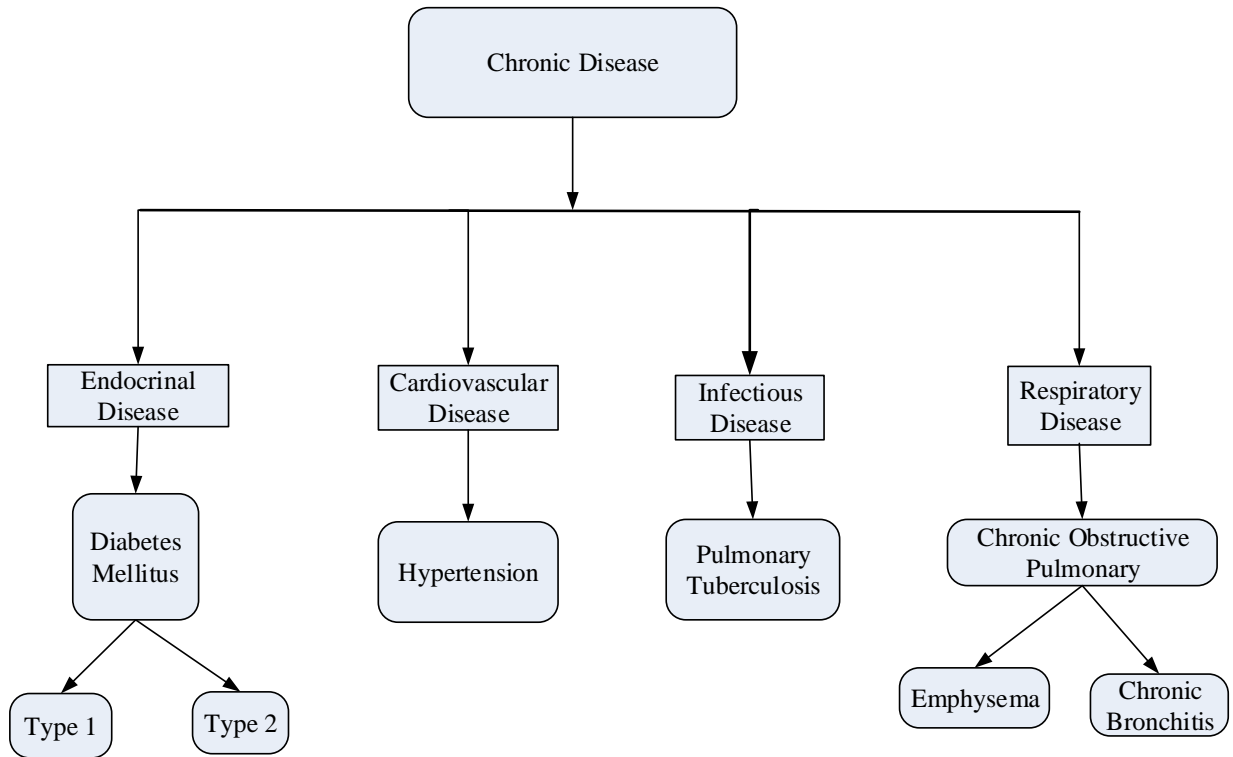 Chronic Disease
Endocrinal
Disease
Cardiovascular
Disease
Infectious
Disease
Respiratory
Disease
Diabetes
Mellitus
Hypertension
Pulmonary
Tuberculosis
Chronic Obstructive
Pulmonary
Type 1
Type 2
Emphysema
Chronic
Bronchitis